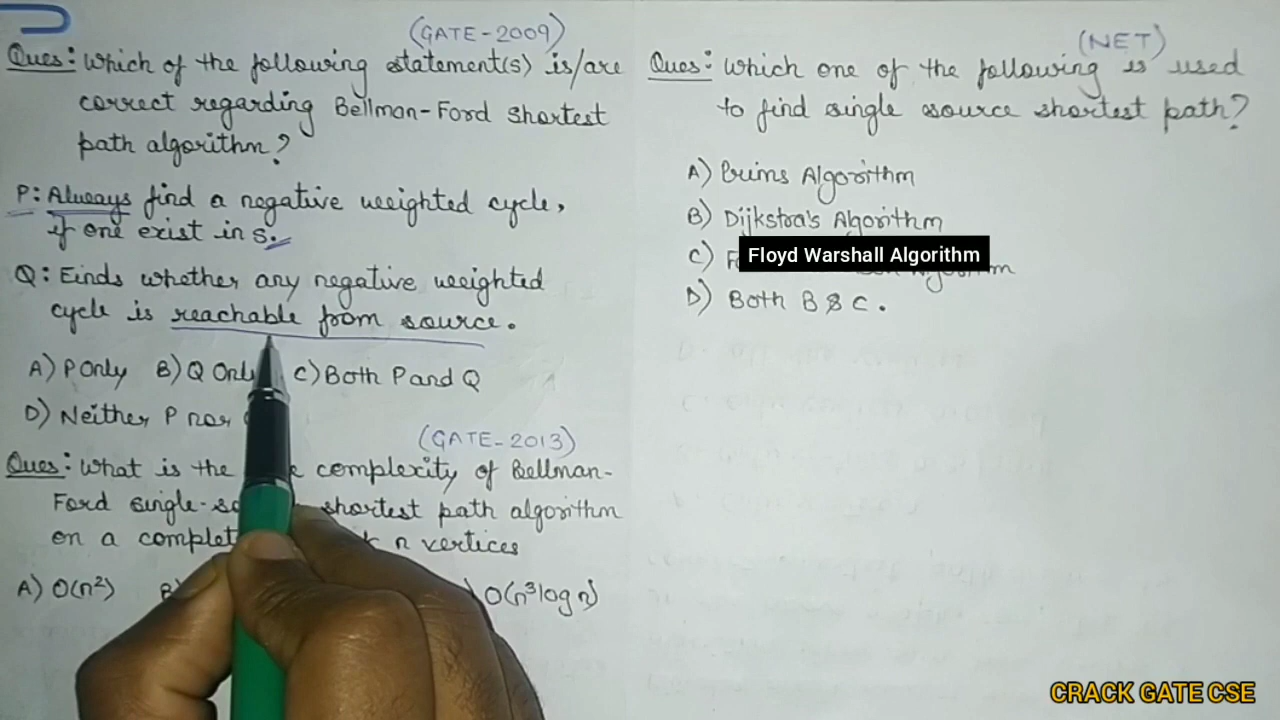 (GATE-2009)
Ques: Which of the following statement(s) is/are
correct regarding Bellman-Ford shortest
path algorithm?
P: Always find a negative weighted cycle,
if one exist in s.
Q: Finds whether any negative weighted
cycle is reachable from source.
A) P Only B) Q Only C) Both P and Q
D) Neither P nor
(GATE-2013)
Ques: What is the complexity of Bellman-
Ford single- shortest path algorithm
on a n vertices
A) O(n²) O(n³logn)
(NET)
Ques: Which one of the following is used
to find single source shortest path?
A) Prims Algorithm
B) Dijkstra's Algorithm
C) Floyd Warshall Algorithm
D) Both B & C.
CRACK GATE CSE